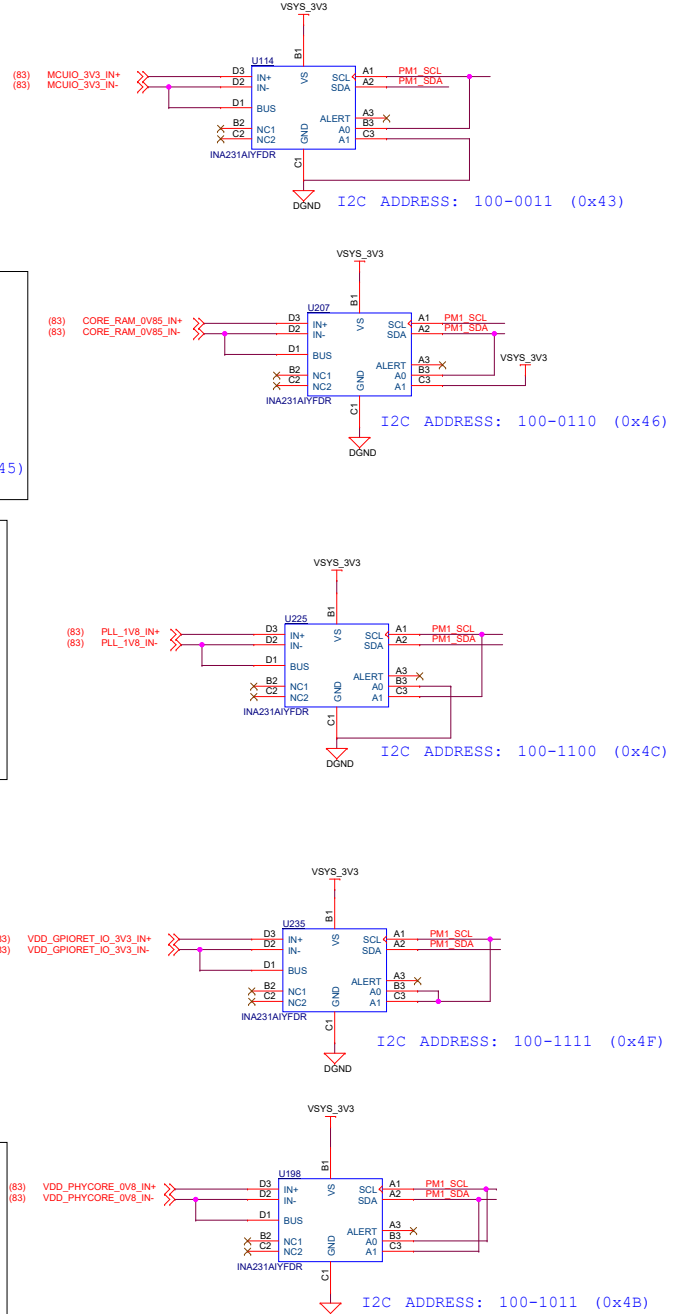 VSYS_3V3
B1
U114
(83) MCUIO_3V3_IN+ D3 IN+ VS SCL A1 PM1_SCL
(83) MCUIO_3V3_IN- D2 IN- SDA A2 PM1_SDA
D1 BUS
ALERT A3
B2 NC1 A0 B3
C2 NC2 GND A1 C3
INA231AIYFDR
C1
DGND
I2C ADDRESS: 100-0011 (0x43)
VSYS_3V3
B1
U207
(83) CORE_RAM_0V85_IN+ D3 IN+ VS SCL A1 PM1_SCL
(83) CORE_RAM_0V85_IN- D2 IN- SDA A2 PM1_SDA
D1 BUS
VSYS_3V3
ALERT A3
B2 NC1 A0 B3
C2 NC2 GND A1 C3
INA231AIYFDR
C1
I2C ADDRESS: 100-0110 (0x46)
DGND
45)
VSYS_3V3
B1
U225
(83) PLL_1V8_IN+ D3 IN+ VS SCL A1 PM1_SCL
(83) PLL_1V8_IN- D2 IN- SDA A2 PM1_SDA
D1 BUS
ALERT A3
B2 NC1 A0 B3
C2 NC2 GND A1 C3
INA231AIYFDR
C1
DGND
I2C ADDRESS: 100-1100 (0x4C)
VSYS_3V3
B1
U235
3) VDD_GPIORET_IO_3V3_IN+ D3 IN+ VS SCL A1 PM1_SCL
3) VDD_GPIORET_IO_3V3_IN- D2 IN- SDA A2 PM1_SDA
D1 BUS
ALERT A3
B2 NC1 A0 B3
C2 NC2 GND A1 C3
INA231AIYFDR
C1
I2C ADDRESS: 100-1111 (0x4F)
DGND
VSYS_3V3
B1
U198
(83) VDD_PHYCORE_0V8_IN+ D3 IN+ VS SCL A1 PM1_SCL
(83) VDD_PHYCORE_0V8_IN- D2 IN- SDA A2 PM1_SDA
D1 BUS
ALERT A3
B2 NC1 A0 B3
C2 NC2 GND A1 C3
INA231AIYFDR
C1
I2C ADDRESS: 100-1011 (0x4B)